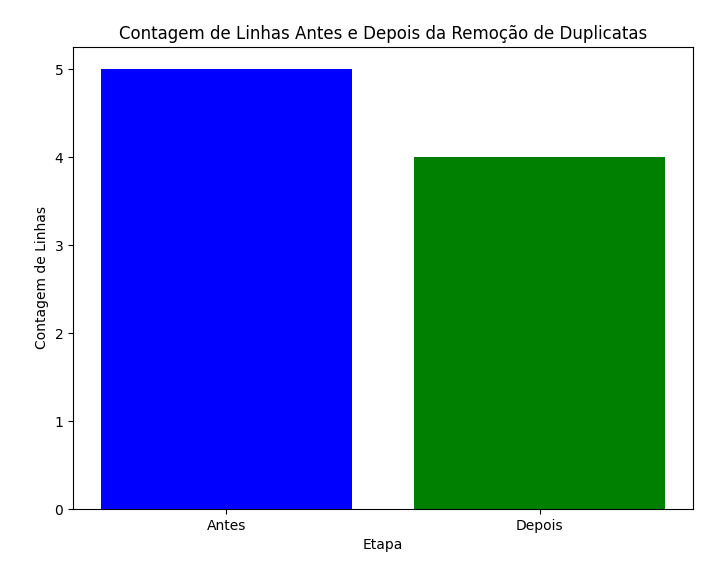 Contagem de Linhas Antes e Depois da Remoção de Duplicatas
Contagem de Linhas
5
4
3
2
1
0
Antes
Depois
Etapa